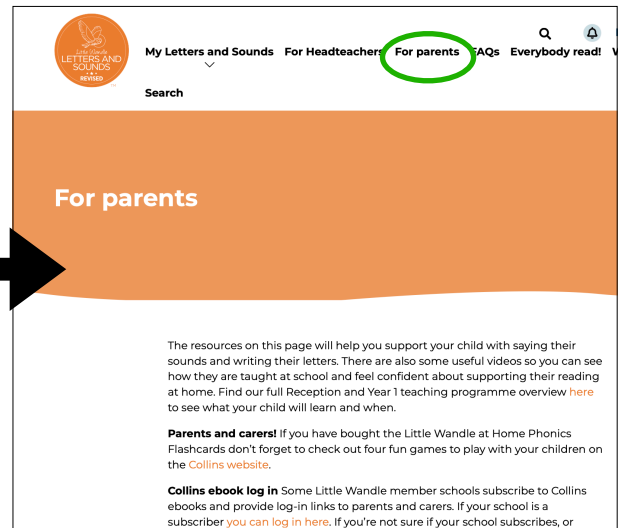 Little Wandle
LETTERS AND
SOUNDS
REVISED
My Letters and Sounds For Headteachers For parents FAQs Everybody read!
Search
For parents
The resources on this page will help you support your child with saying their
sounds and writing their letters. There are also some useful videos so you can see
how they are taught at school and feel confident about supporting their reading
at home. Find our full Reception and Year 1 teaching programme overview here
to see what your child will learn and when.
Parents and carers! If you have bought the Little Wandle at Home Phonics
Flashcards don't forget to check out four fun games to play with your children on
the Collins website.
Collins ebook log in Some Little Wandle member schools subscribe to Collins
ebooks and provide log-in links to parents and carers. If your school is a
subscriber you can log in here. If you're not sure if your school subscribes, or